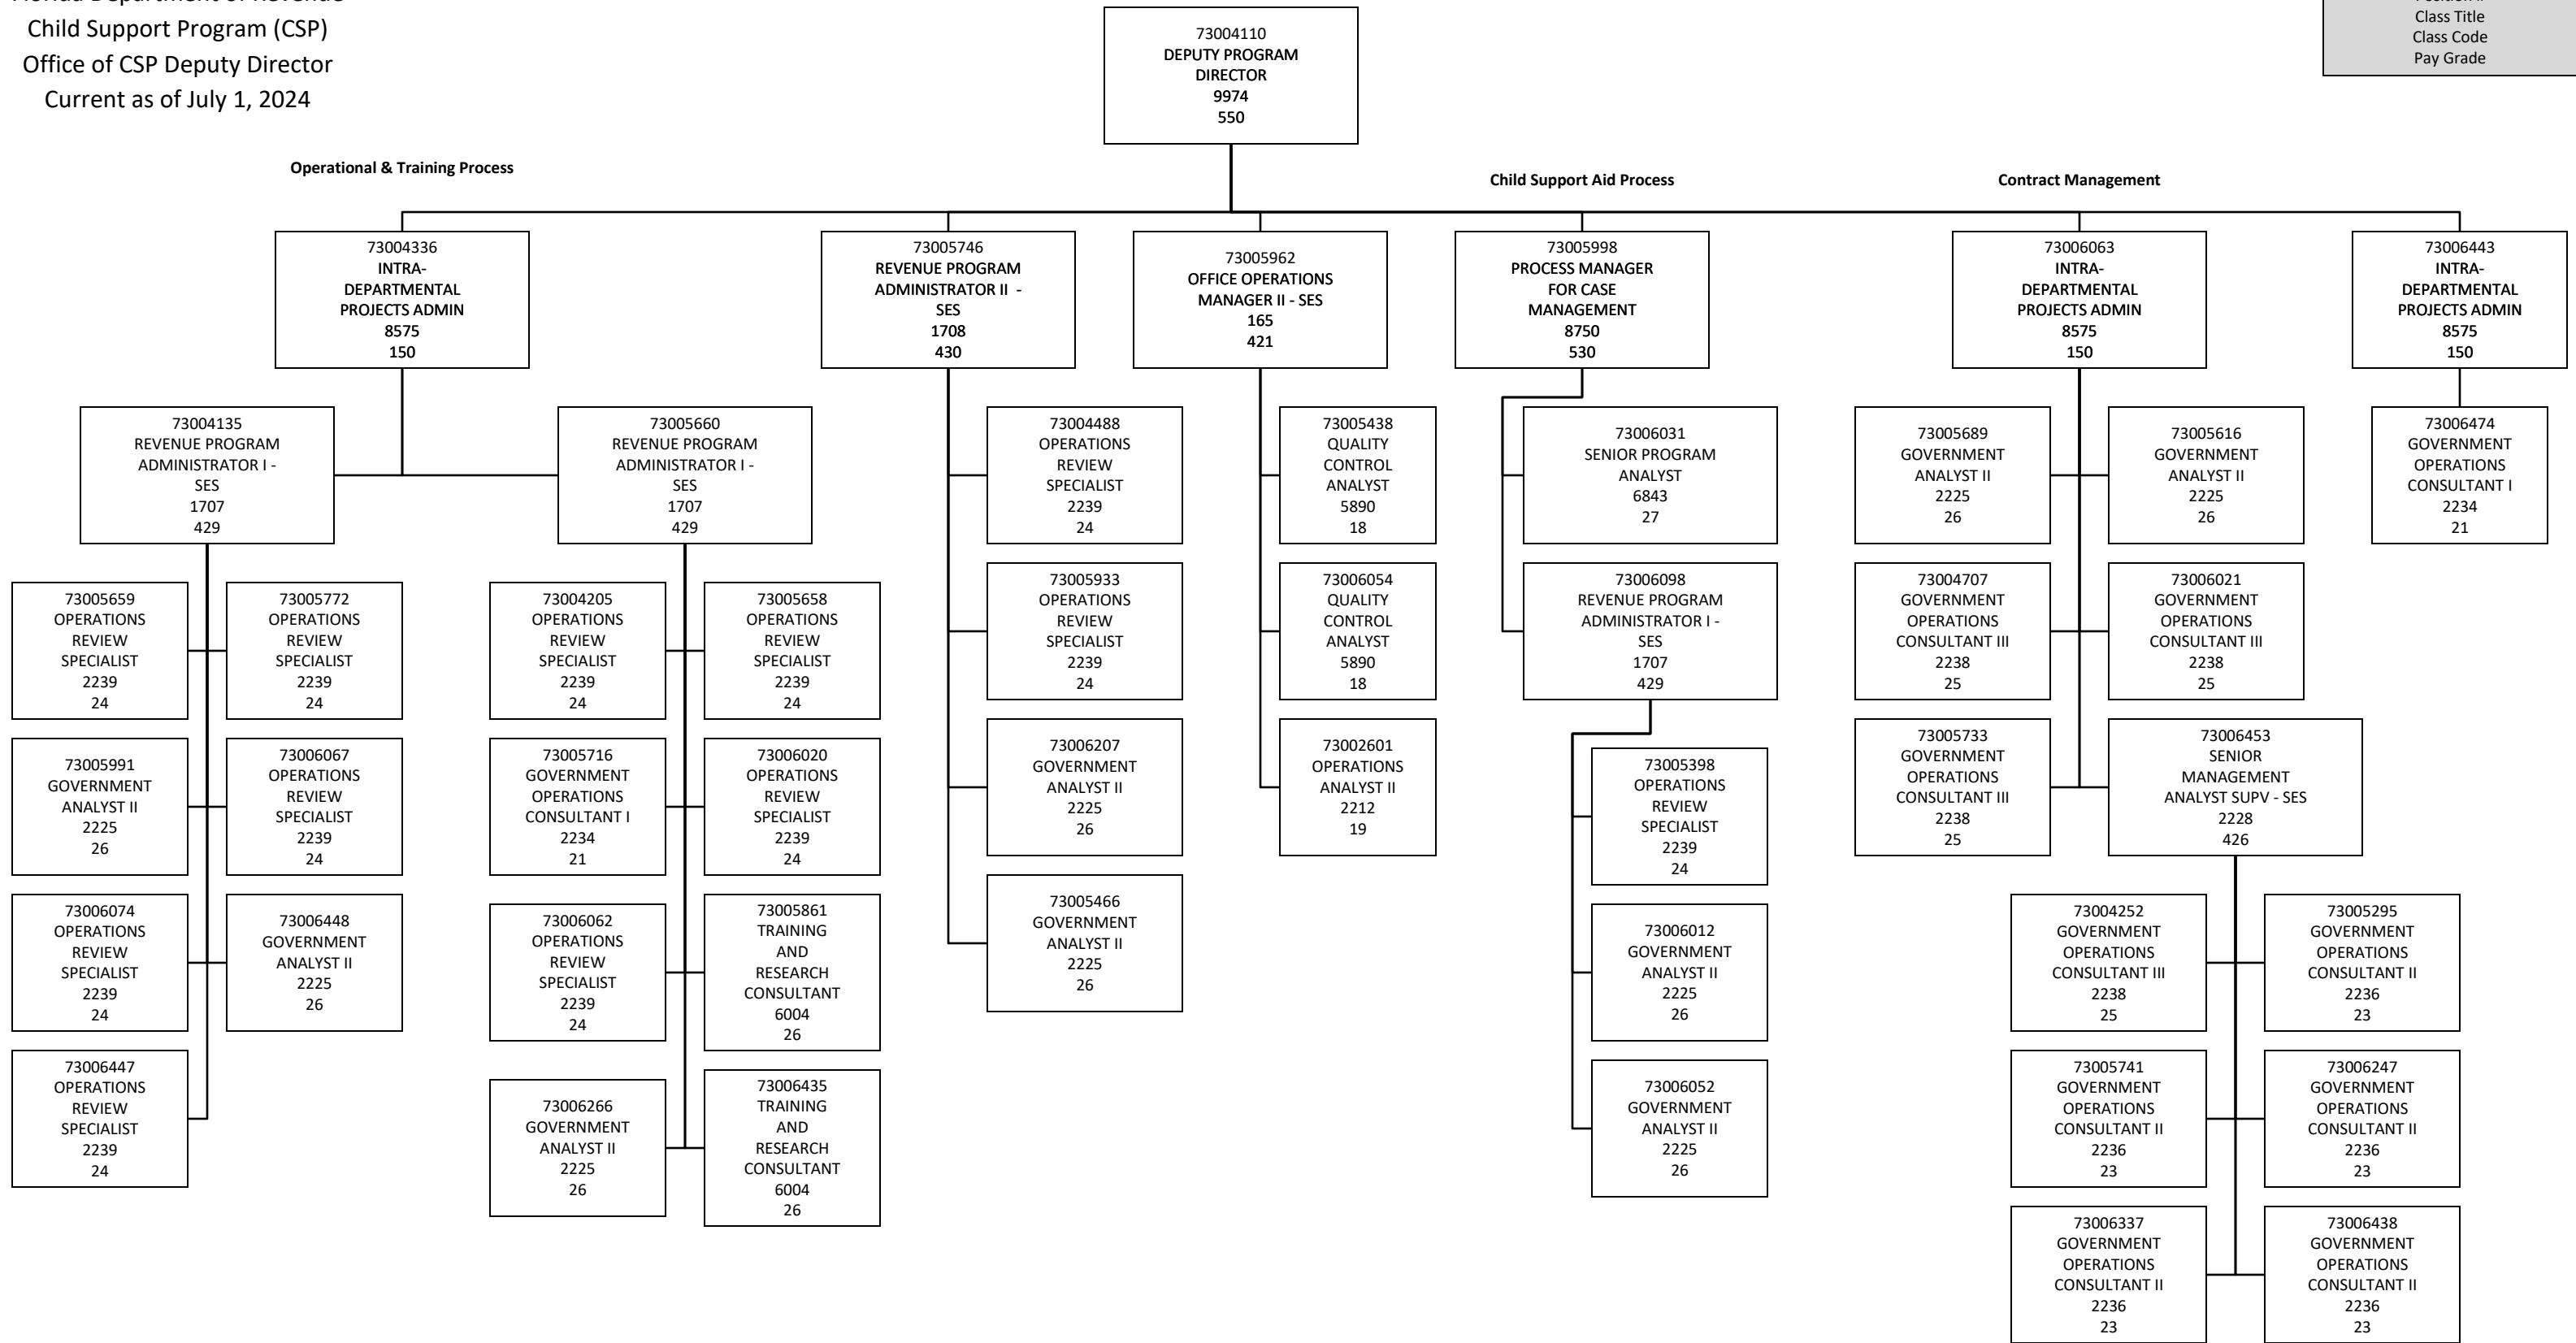 Child Support Program (CSP)
Office of CSP Deputy Director
Current as of July 1, 2024
Class Title
Class Code
Pay Grade
73004110
DEPUTY PROGRAM
DIRECTOR
9974
550
Operational & Training Process
Child Support Aid Process
Contract Management
73004336
INTRA-
DEPARTMENTAL
PROJECTS ADMIN
8575
150
73005746
REVENUE PROGRAM
ADMINISTRATOR II -
SES
1708
430
73005962
OFFICE OPERATIONS
MANAGER II - SES
165
421
73005998
PROCESS MANAGER
FOR CASE
MANAGEMENT
8750
530
73006063
INTRA-
DEPARTMENTAL
PROJECTS ADMIN
8575
150
73006443
INTRA-
DEPARTMENTAL
PROJECTS ADMIN
8575
150
73004135
REVENUE PROGRAM
ADMINISTRATOR I -
SES
1707
429
73005660
REVENUE PROGRAM
ADMINISTRATOR I -
SES
1707
429
73004488
OPERATIONS
REVIEW
SPECIALIST
2239
24
73005438
QUALITY
CONTROL
ANALYST
5890
18
73006031
SENIOR PROGRAM
ANALYST
6843
27
73005689
GOVERNMENT
ANALYST II
2225
26
73005616
GOVERNMENT
ANALYST II
2225
26
73006474
GOVERNMENT
OPERATIONS
CONSULTANT I
2234
21
73005659
OPERATIONS
REVIEW
SPECIALIST
2239
24
73005772
OPERATIONS
REVIEW
SPECIALIST
2239
24
73004205
OPERATIONS
REVIEW
SPECIALIST
2239
24
73005658
OPERATIONS
REVIEW
SPECIALIST
2239
24
73005933
OPERATIONS
REVIEW
SPECIALIST
2239
24
73006054
QUALITY
CONTROL
ANALYST
5890
18
73006098
REVENUE PROGRAM
ADMINISTRATOR I -
SES
1707
429
73004707
GOVERNMENT
OPERATIONS
CONSULTANT III
2238
25
73006021
GOVERNMENT
OPERATIONS
CONSULTANT III
2238
25
73005991
GOVERNMENT
ANALYST II
2225
26
73006067
OPERATIONS
REVIEW
SPECIALIST
2239
24
73005716
GOVERNMENT
OPERATIONS
CONSULTANT I
2234
21
73006020
OPERATIONS
REVIEW
SPECIALIST
2239
24
73006207
GOVERNMENT
ANALYST II
2225
26
73002601
OPERATIONS
ANALYST II
2212
19
73005398
OPERATIONS
REVIEW
SPECIALIST
2239
24
73005733
GOVERNMENT
OPERATIONS
CONSULTANT III
2238
25
73006453
SENIOR
MANAGEMENT
ANALYST SUPV - SES
2228
426
73006074
OPERATIONS
REVIEW
SPECIALIST
2239
24
73006448
GOVERNMENT
ANALYST II
2225
26
73006062
OPERATIONS
REVIEW
SPECIALIST
2239
24
73005861
TRAINING
AND
RESEARCH
CONSULTANT
6004
26
73005466
GOVERNMENT
ANALYST II
2225
26
73006012
GOVERNMENT
ANALYST II
2225
26
73004252
GOVERNMENT
OPERATIONS
CONSULTANT III
2238
25
73005295
GOVERNMENT
OPERATIONS
CONSULTANT II
2236
23
73006447
OPERATIONS
REVIEW
SPECIALIST
2239
24
73006266
GOVERNMENT
ANALYST II
2225
26
73006435
TRAINING
AND
RESEARCH
CONSULTANT
6004
26
73006052
GOVERNMENT
ANALYST II
2225
26
73005741
GOVERNMENT
OPERATIONS
CONSULTANT II
2236
23
73006247
GOVERNMENT
OPERATIONS
CONSULTANT II
2236
23
73006337
GOVERNMENT
OPERATIONS
CONSULTANT II
2236
23
73006438
GOVERNMENT
OPERATIONS
CONSULTANT II
2236
23